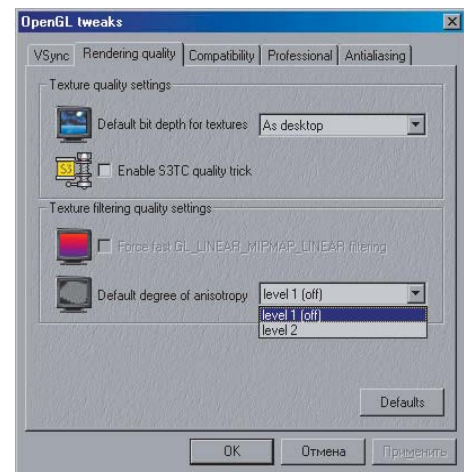 OpenGL tweaks
VSync Rendering quality Compatibility Professional Antialiasing
Texture quality settings
Default bit depth for textures As desktop
S3 Enable S3TC quality trick
Texture filtering quality settings
Force fast GL_LINEAR_MIPMAP_LINEAR filtering
Default degree of anisotropy level 1 (off)
level 1 (off)
level 2
Defaults
OK Отмена Применить